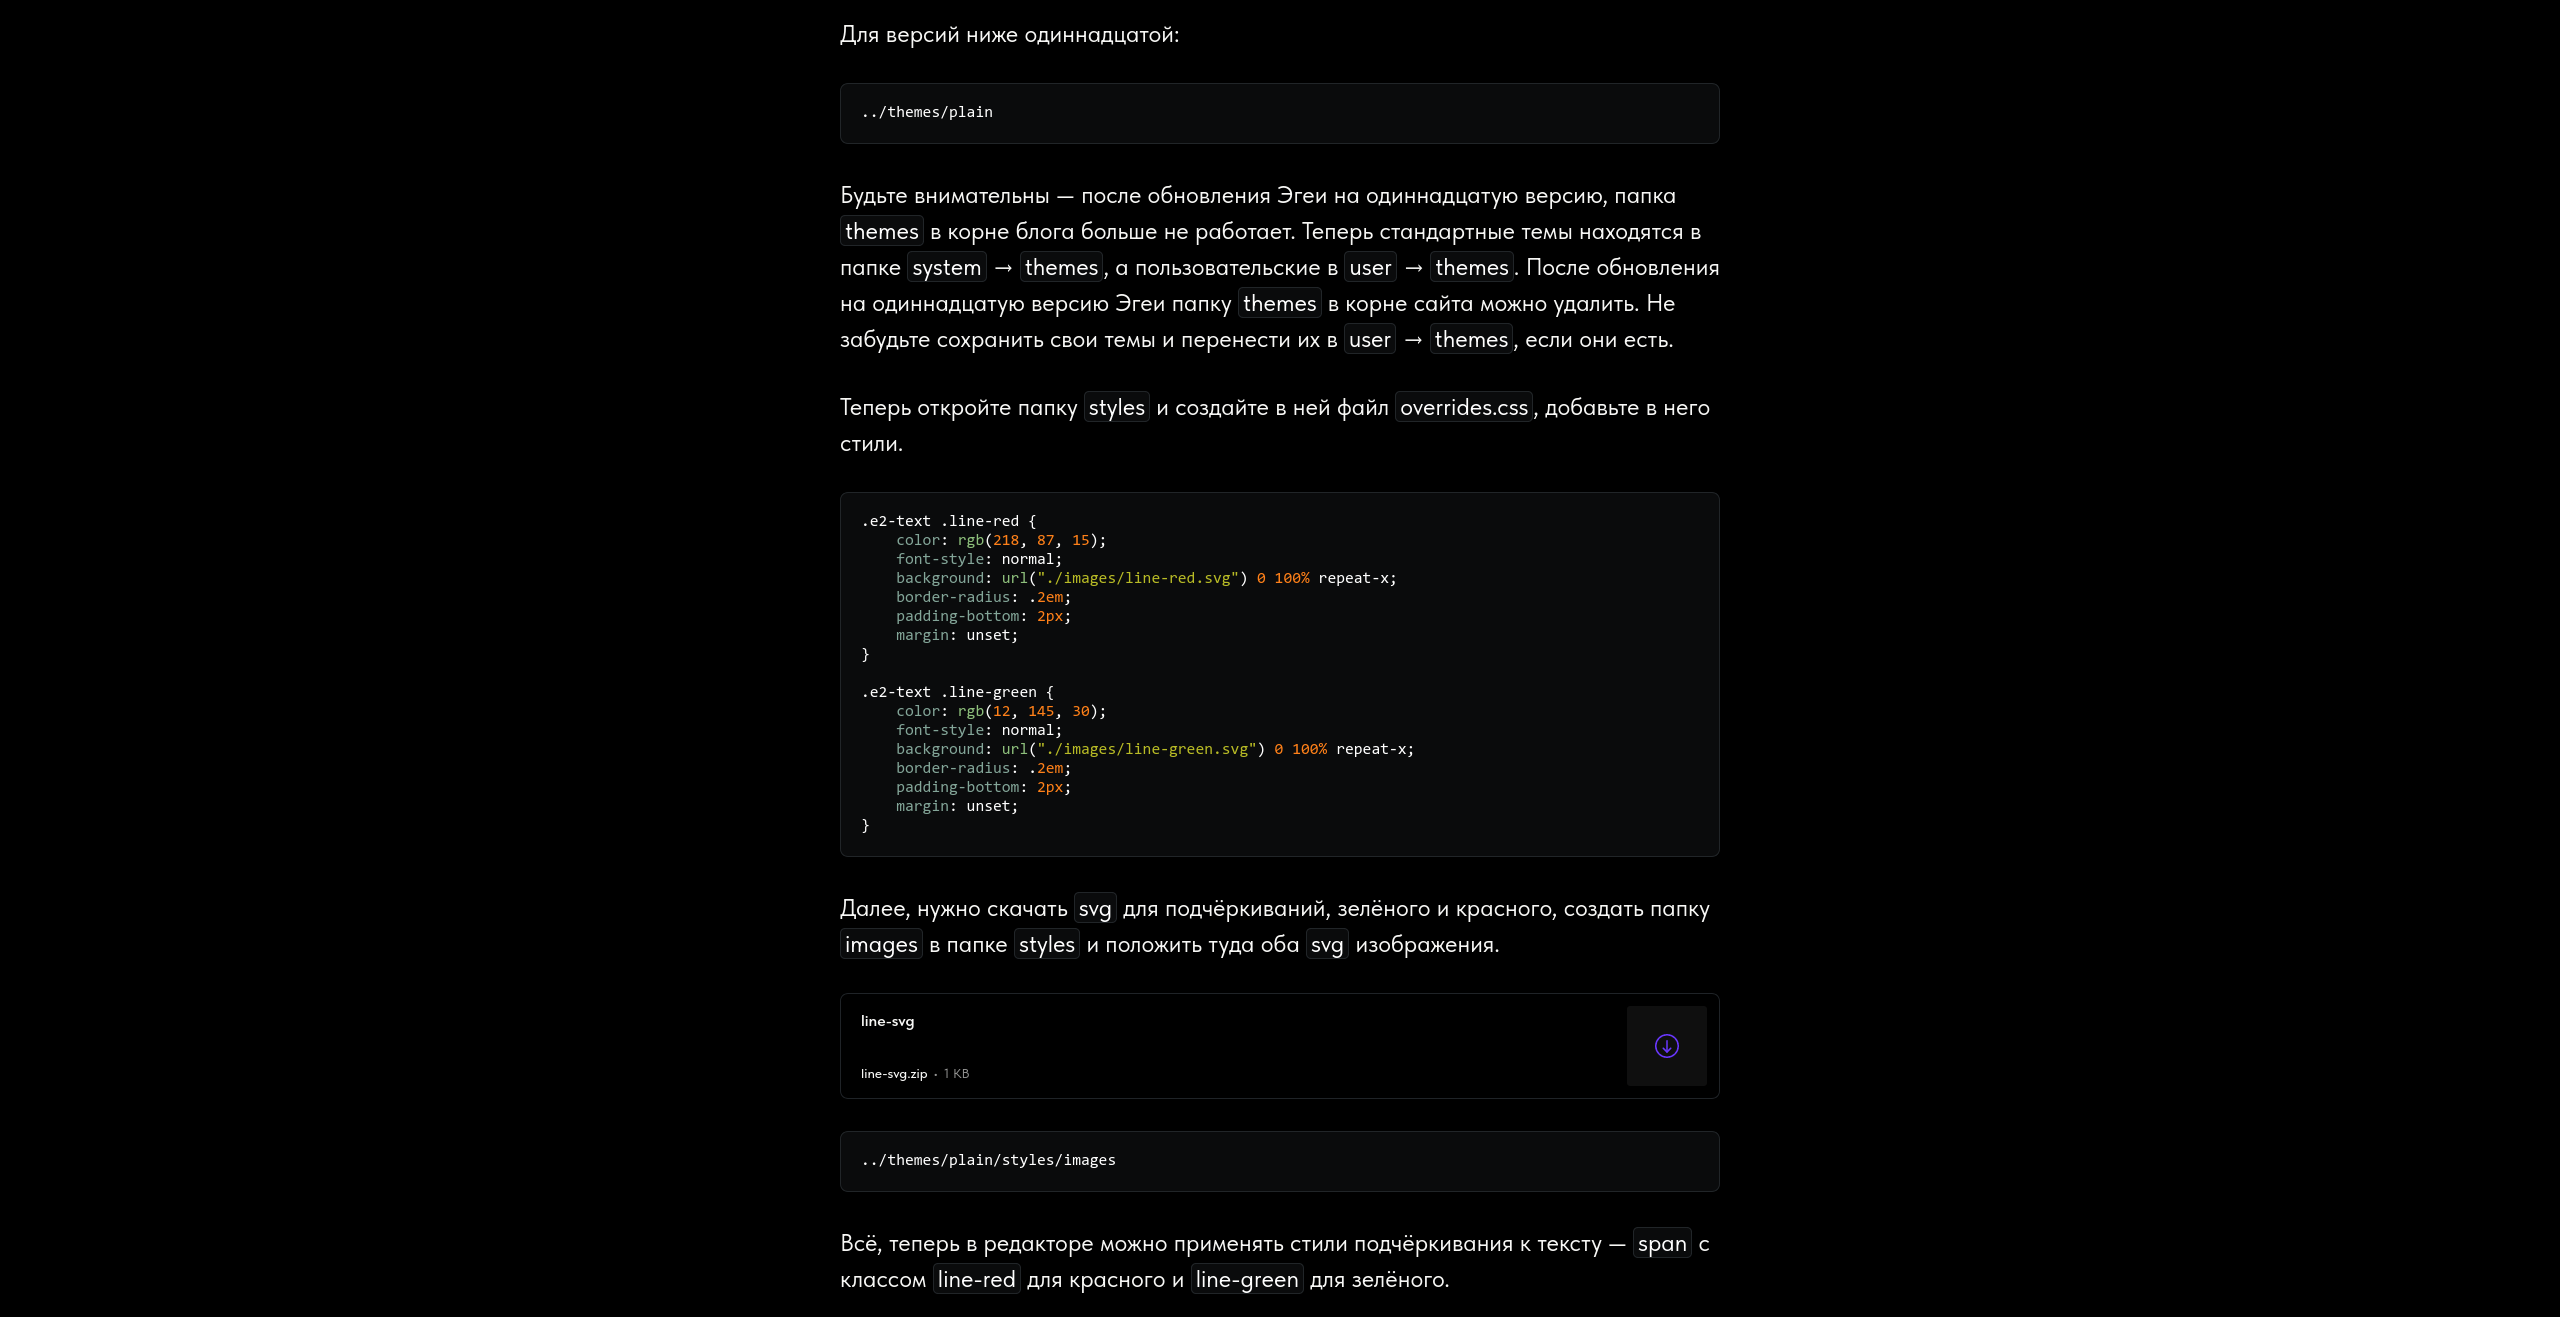 Для версий ниже одиннадцатой:
../themes/plain
Будьте внимательны — после обновления Эгеи на одиннадцатую версию, папка
themes в корне блога больше не работает. Теперь стандартные темы находятся в
папке system → themes, а пользовательские в user → themes. После обновления
на одиннадцатую версию Эгеи папку themes в корне сайта можно удалить. Не
забудьте сохранить свои темы и перенести их в user → themes, если они есть.
Теперь откройте папку styles и создайте в ней файл overrides.css, добавьте в него
стили.
.e2-text .line-red {
    color: rgb(218, 87, 15);
    font-style: normal;
    background: url("./images/line-red.svg") 0 100% repeat-x;
    border-radius: .2em;
    padding-bottom: 2px;
    margin: unset;
}
.e2-text .line-green {
    color: rgb(12, 145, 30);
    font-style: normal;
    background: url("./images/line-green.svg") 0 100% repeat-x;
    border-radius: .2em;
    padding-bottom: 2px;
    margin: unset;
}
Далее, нужно скачать svg для подчёркиваний, зелёного и красного, создать папку
images в папке styles и положить туда оба svg изображения.
line-svg
line-svg.zip • 1 KB
../themes/plain/styles/images
Всё, теперь в редакторе можно применять стили подчёркивания к тексту — span с
классом line-red для красного и line-green для зелёного.